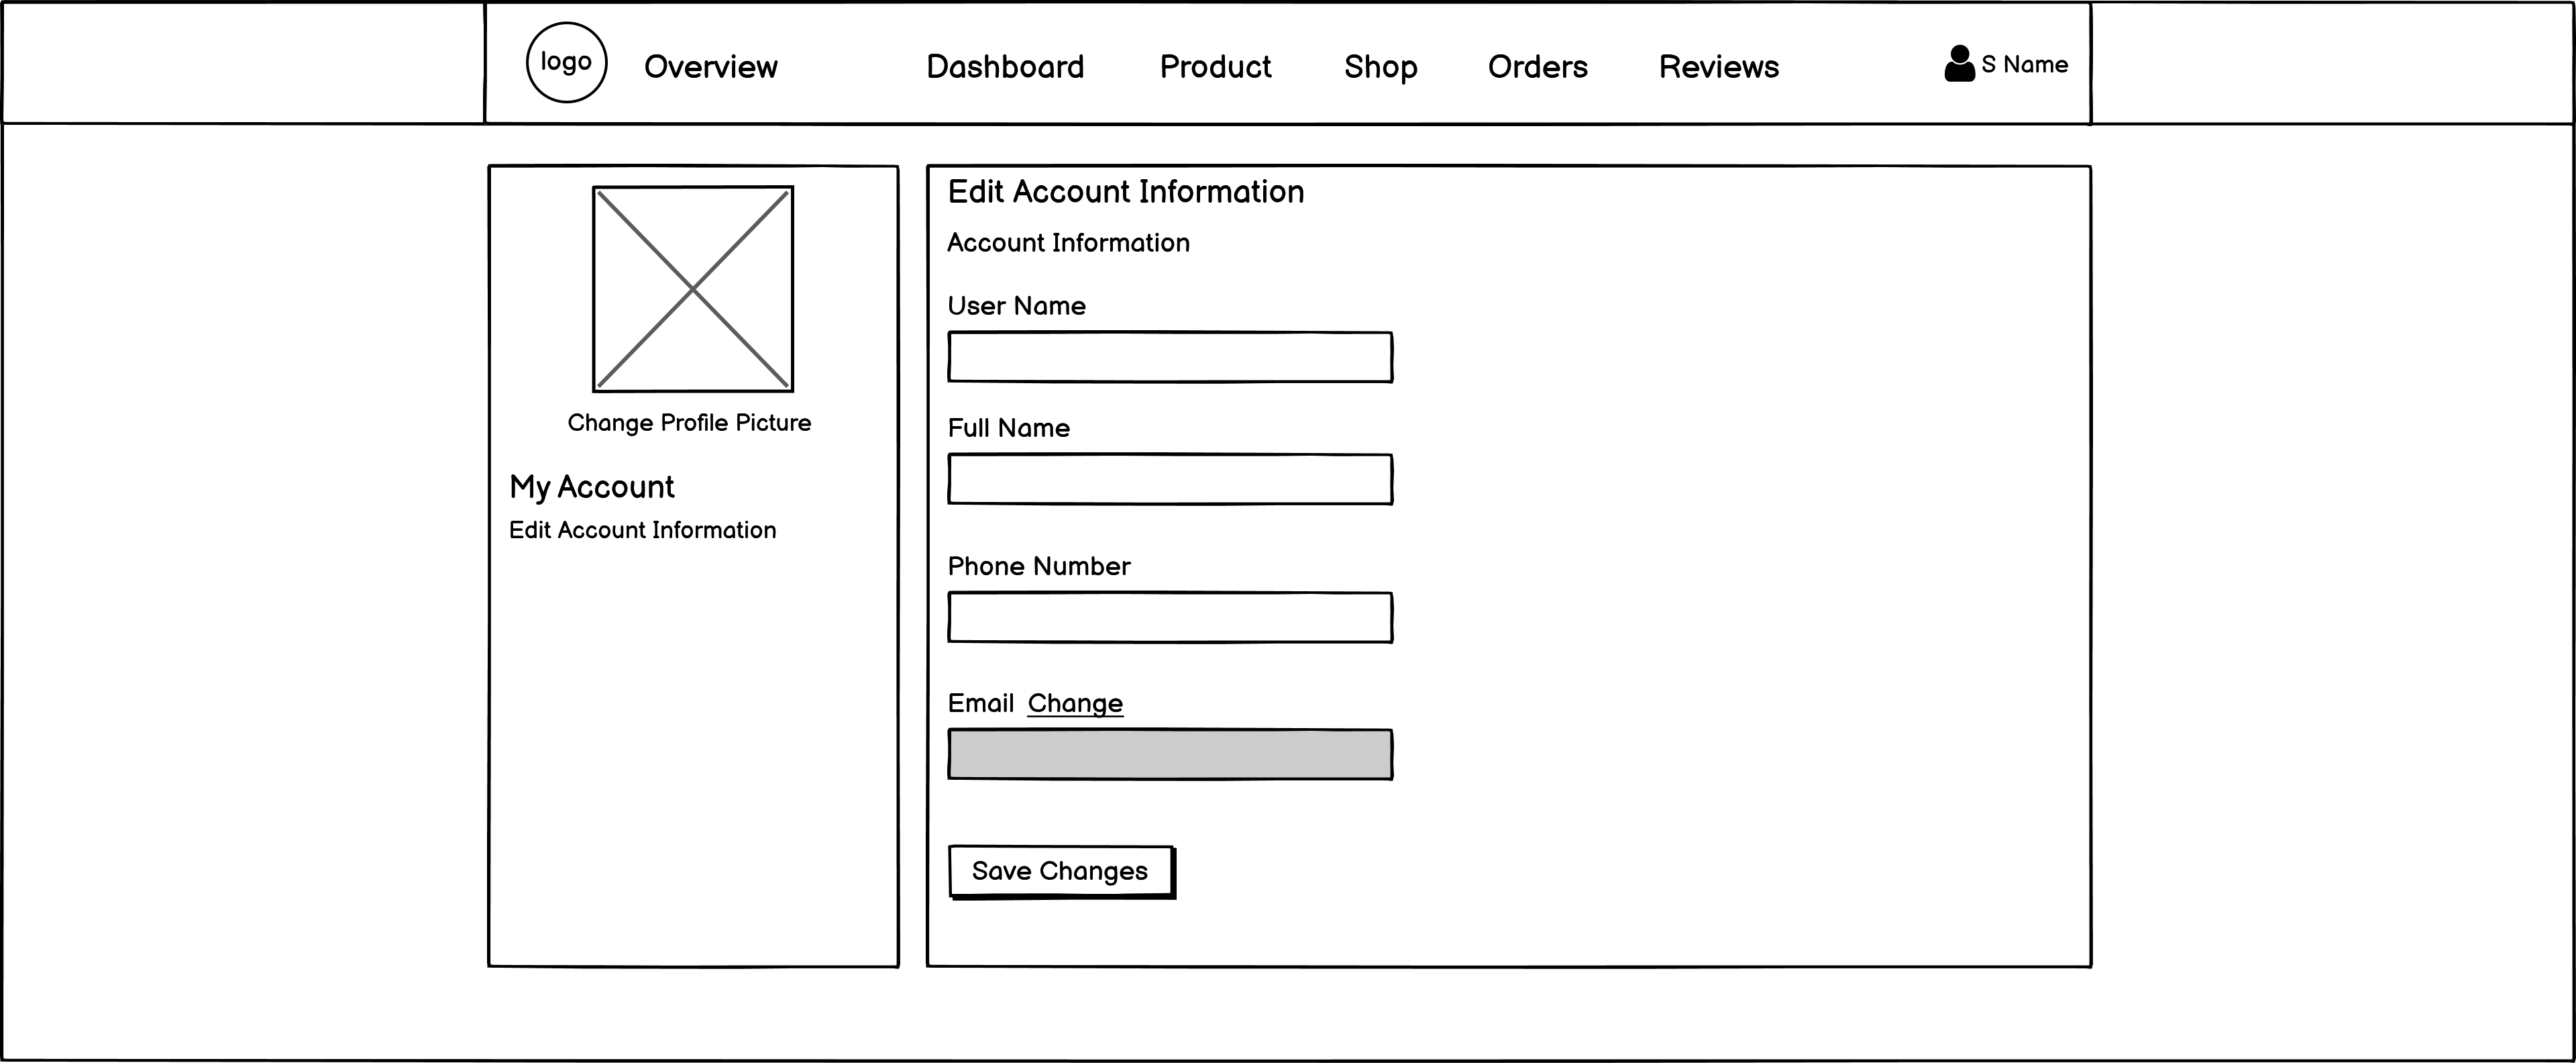 logo Overview Dashboard Product Shop Orders Reviews S Name
Change Profile Picture
My Account
Edit Account Information
Edit Account Information
Account Information
User Name
Full Name
Phone Number
Email Change
Save Changes